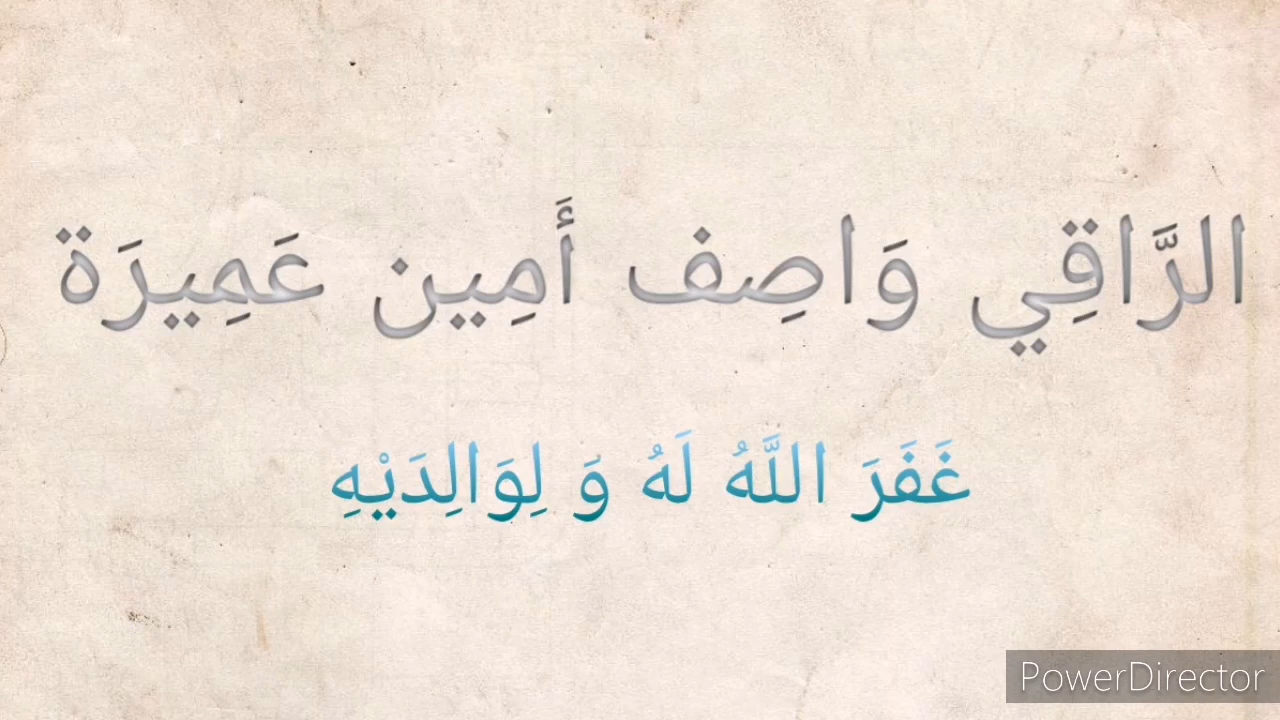 الرَّاقِي وَاصِف أَمِين عَمِيرَة
غَفَرَ اللَّهُ لَهُ وَ لِوَالِدَيْهِ
PowerDirector